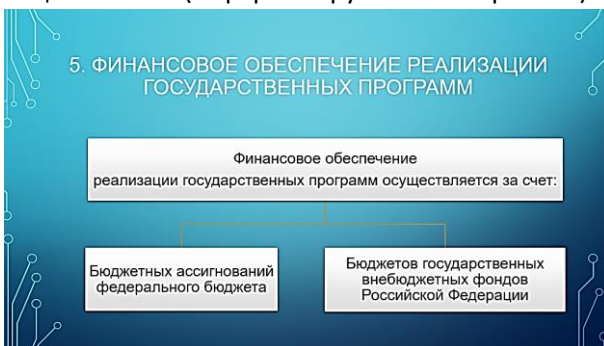 5. ФИНАНСОВОЕ ОБЕСПЕЧЕНИЕ РЕАЛИЗАЦИИ
ГОСУДАРСТВЕННЫХ ПРОГРАММ
Финансовое обеспечение
реализации государственных программ осуществляется за счет:
Бюджетных ассигнований
федерального бюджета
Бюджетов государственных
внебюджетных фондов
Российской Федерации